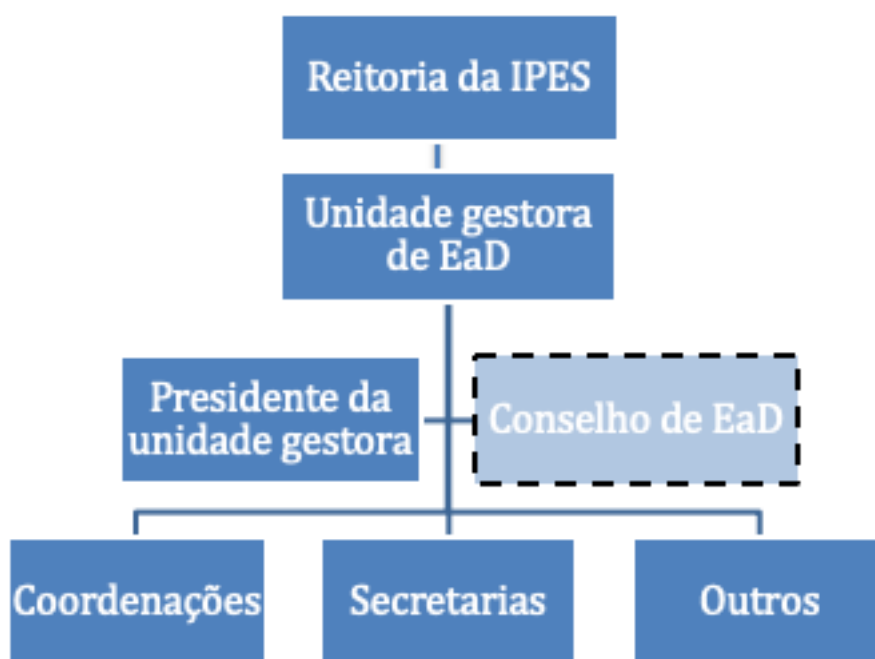 Reitoria da IPES
Unidade gestora
de EaD
Presidente da
unidade gestora
Conselho de EaD
Coordenações
Secretarias
Outros